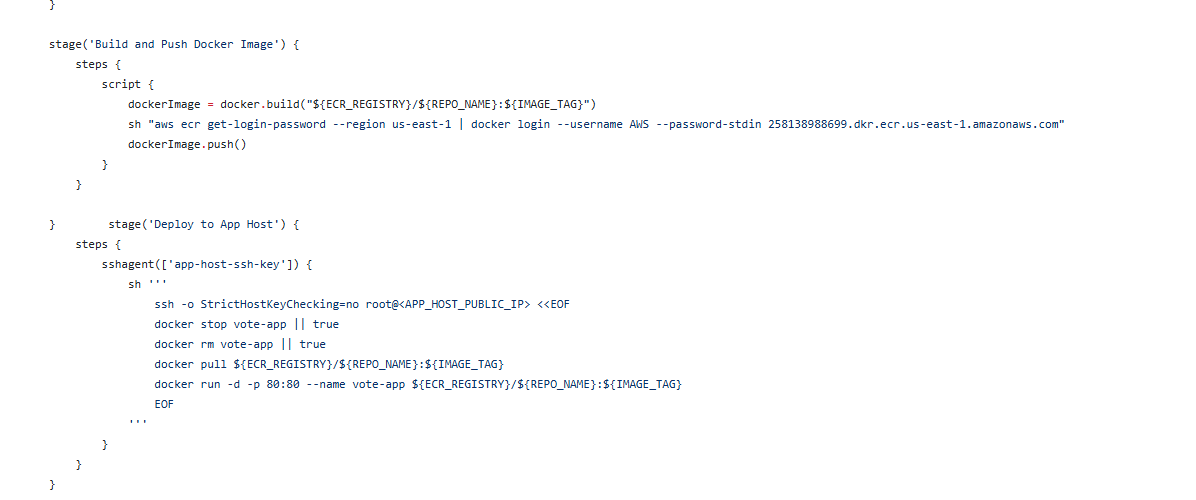 }
stage('Build and Push Docker Image') {
steps {
script {
dockerImage = docker.build("${ECR_REGISTRY}/${REPO_NAME}:${IMAGE_TAG}")
sh "aws ecr get-login-password --region us-east-1 | docker login --username AWS --password-stdin 258138988699.dkr.ecr.us-east-1.amazonaws.com"
dockerImage.push()
}
}
} stage('Deploy to App Host') {
steps {
sshagent(['app-host-ssh-key']) {
sh '''
ssh -o StrictHostKeyChecking=no root@<APP_HOST_PUBLIC_IP> <<EOF
docker stop vote-app || true
docker rm vote-app || true
docker pull ${ECR_REGISTRY}/${REPO_NAME}:${IMAGE_TAG}
docker run -d -p 80:80 --name vote-app ${ECR_REGISTRY}/${REPO_NAME}:${IMAGE_TAG}
EOF
'''
}
}
}